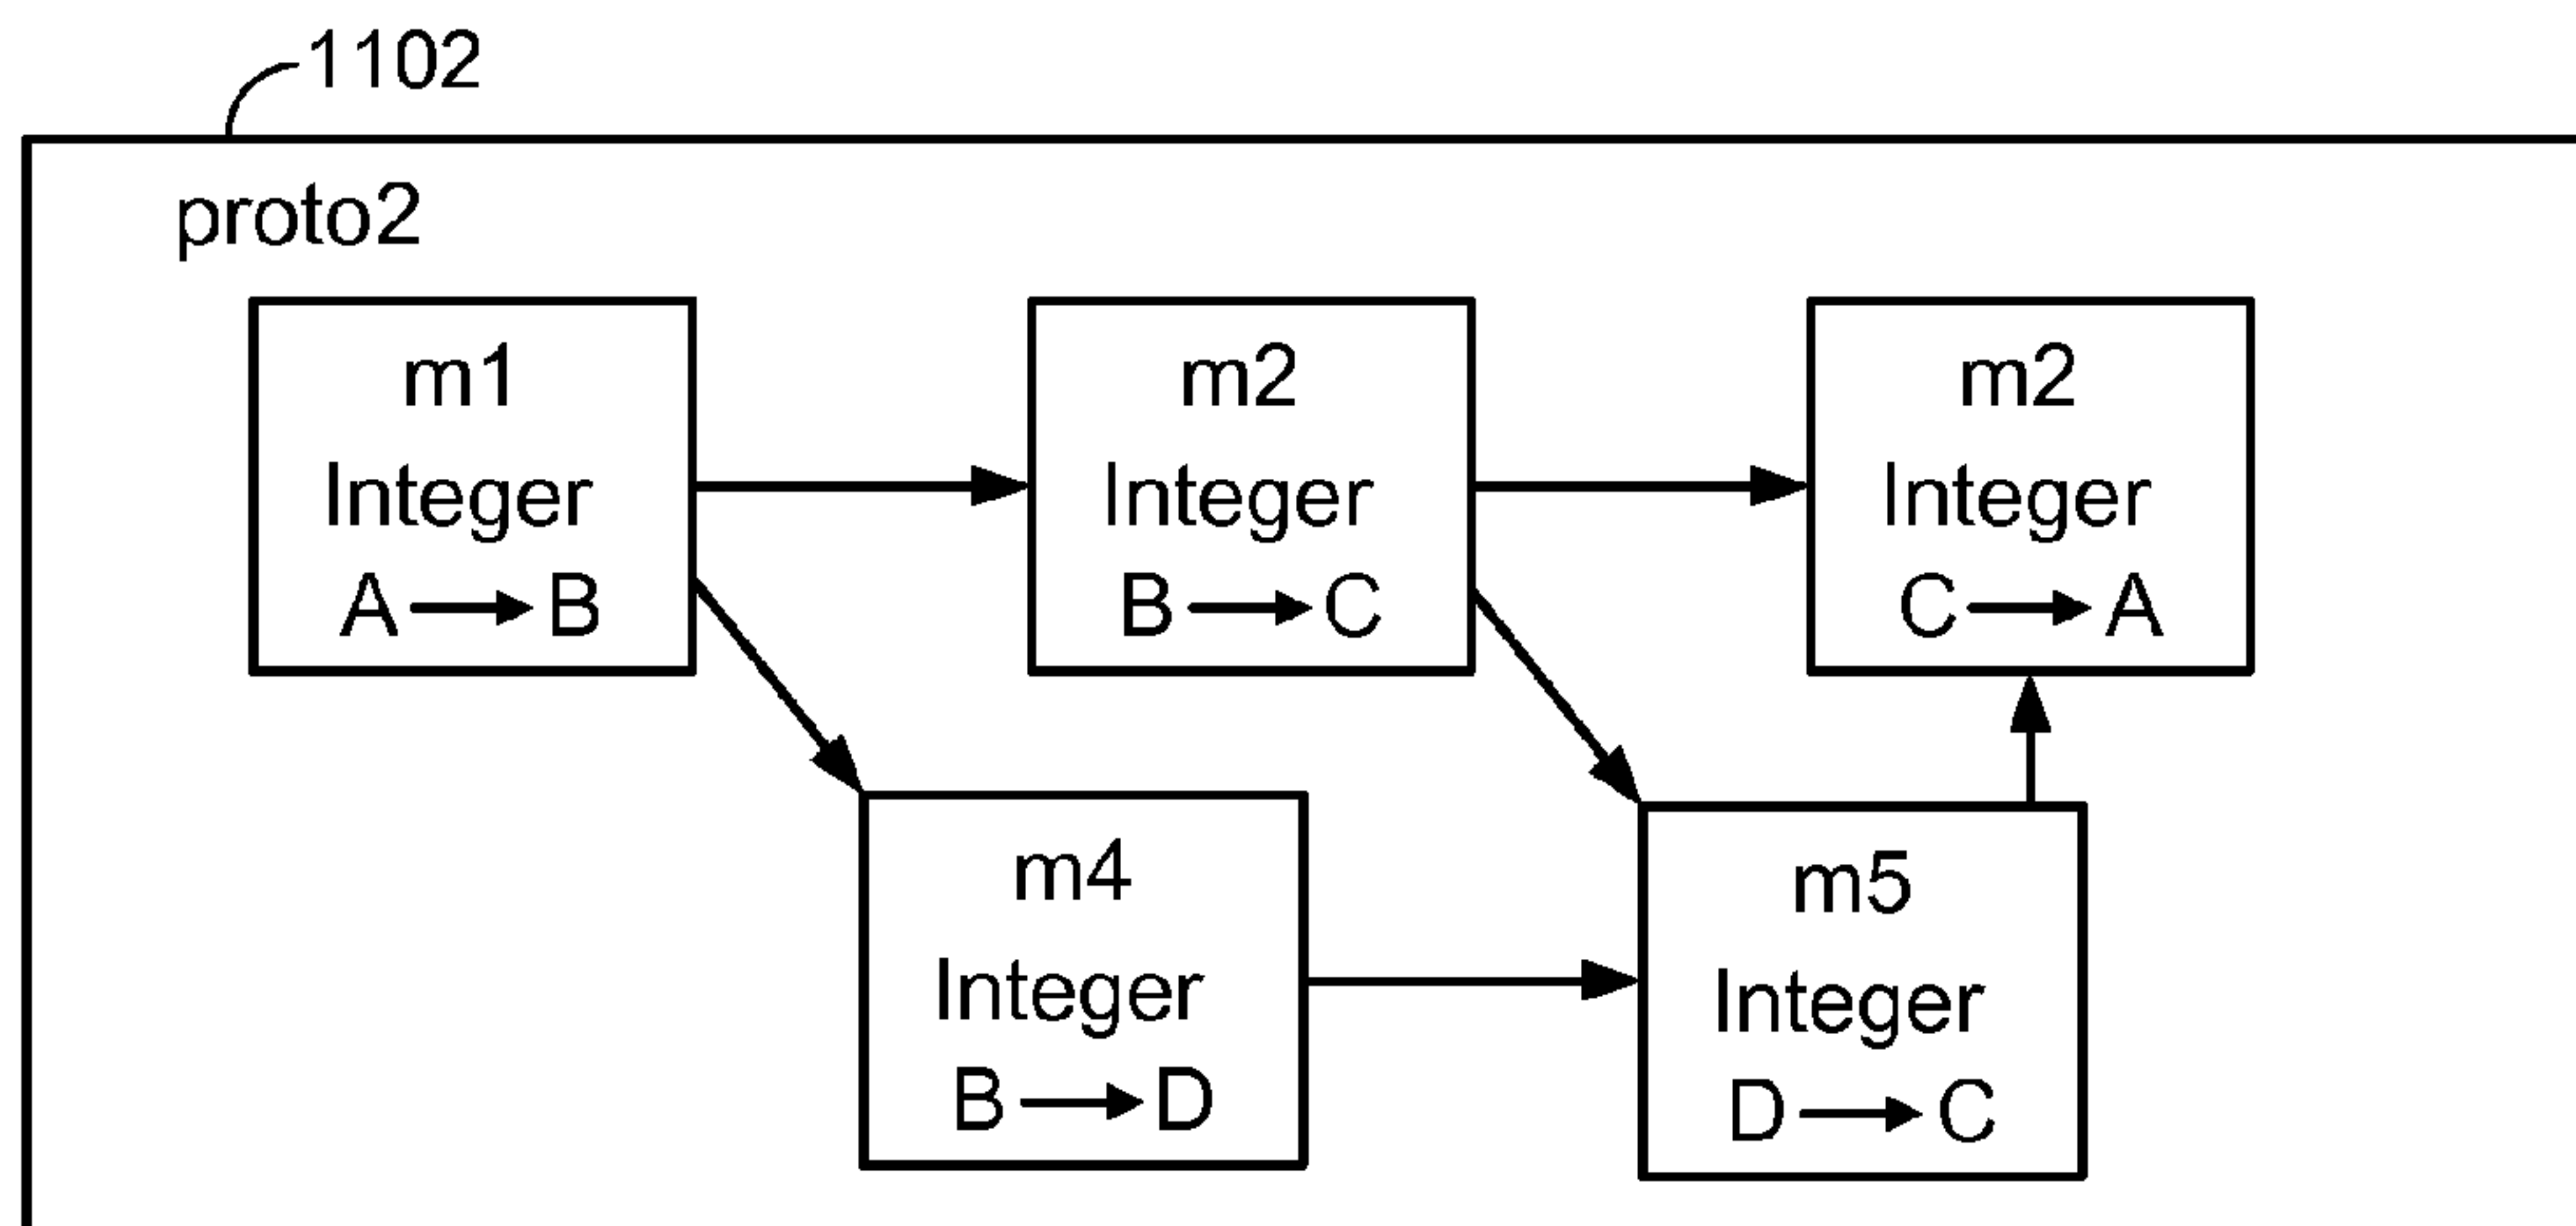 1102
proto2
m1
Integer
A → B
m2
Integer
B → C
m2
Integer
C → A
m4
Integer
B → D
m5
Integer
D → C